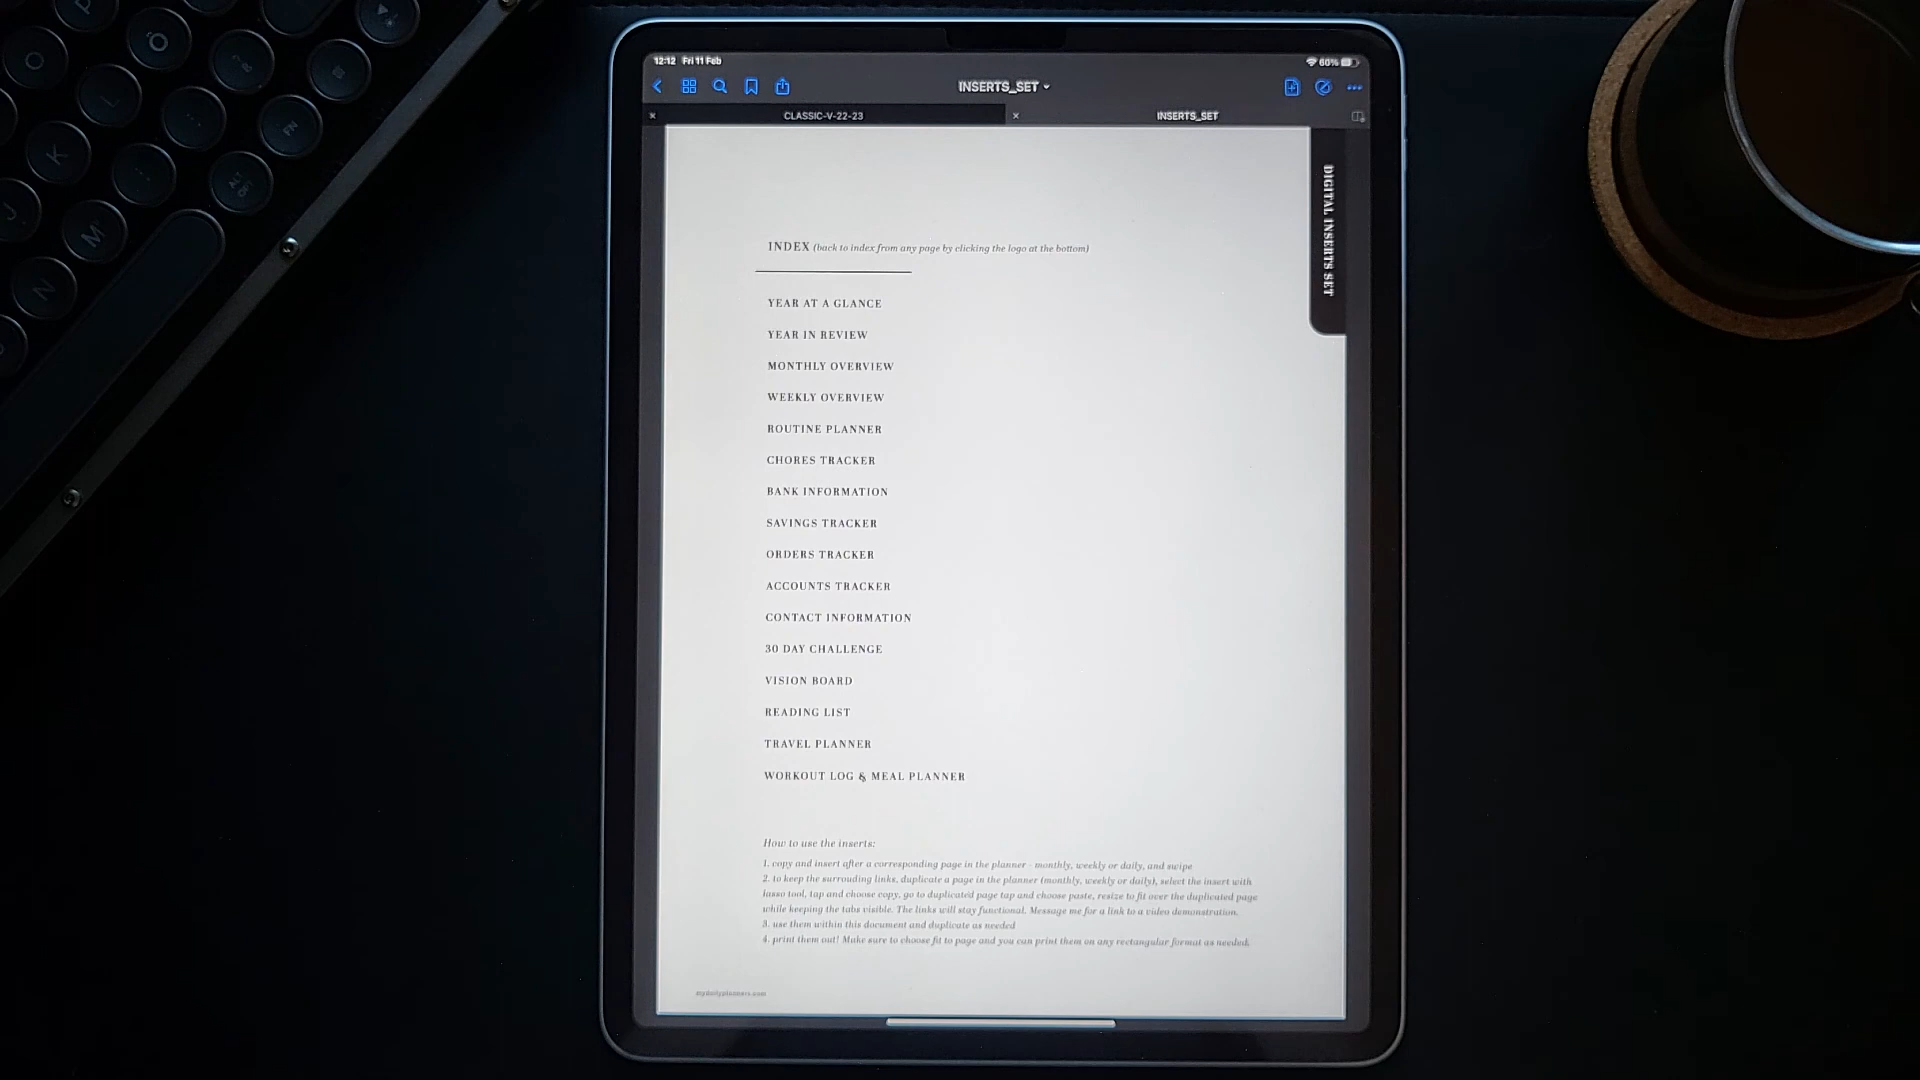 12:12 Fri 11 Feb
60%
INSERTS_SET
CLASSIC-V-22-23
INSERTS_SET
DIGITAL INSERTS SET
INDEX (back to index from any page by clicking the logo at the bottom)
YEAR AT A GLANCE
YEAR IN REVIEW
MONTHLY OVERVIEW
WEEKLY OVERVIEW
ROUTINE PLANNER
CHORES TRACKER
BANK INFORMATION
SAVINGS TRACKER
ORDERS TRACKER
ACCOUNTS TRACKER
CONTACT INFORMATION
30 DAY CHALLENGE
VISION BOARD
READING LIST
TRAVEL PLANNER
WORKOUT LOG & MEAL PLANNER
How to use the inserts:
1. copy and insert after a corresponding page in the planner - monthly, weekly or daily, and swipe
2. to keep the surrouding links, duplicate a page in the planner (monthly, weekly or daily), select the insert with
lasso tool, tap and choose copy, go to duplicated page tap and choose paste, resize to fit over the duplicated page
while keeping the tabs visible. The links will stay functional. Message me for a link to a video demonstration.
3. use them within this document and duplicate as needed
4. print them out! Make sure to choose fit to page and you can print them on any rectangular format as needed.
mydailyplanners.com
O
P
Ö
L
K
J
M
N
FN
ALT
OPT